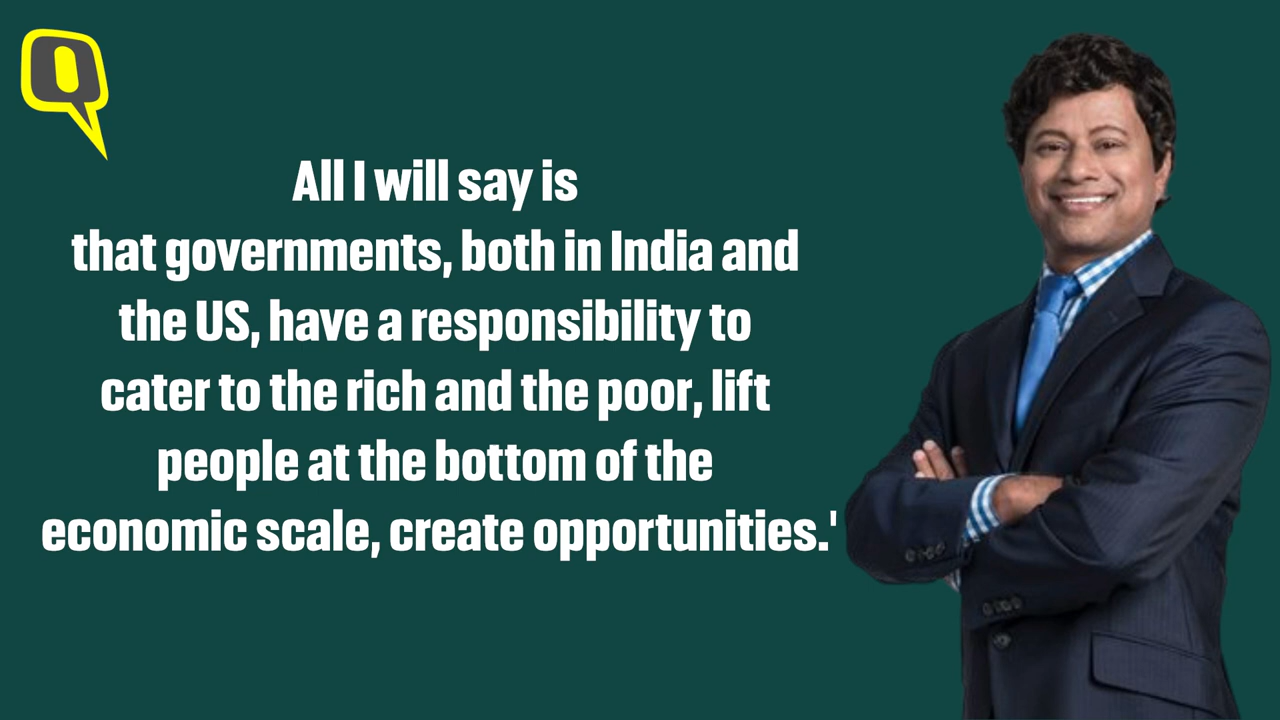 All I will say is
that governments, both in India and
the US, have a responsibility to
cater to the rich and the poor, lift
people at the bottom of the
economic scale, create opportunities.'